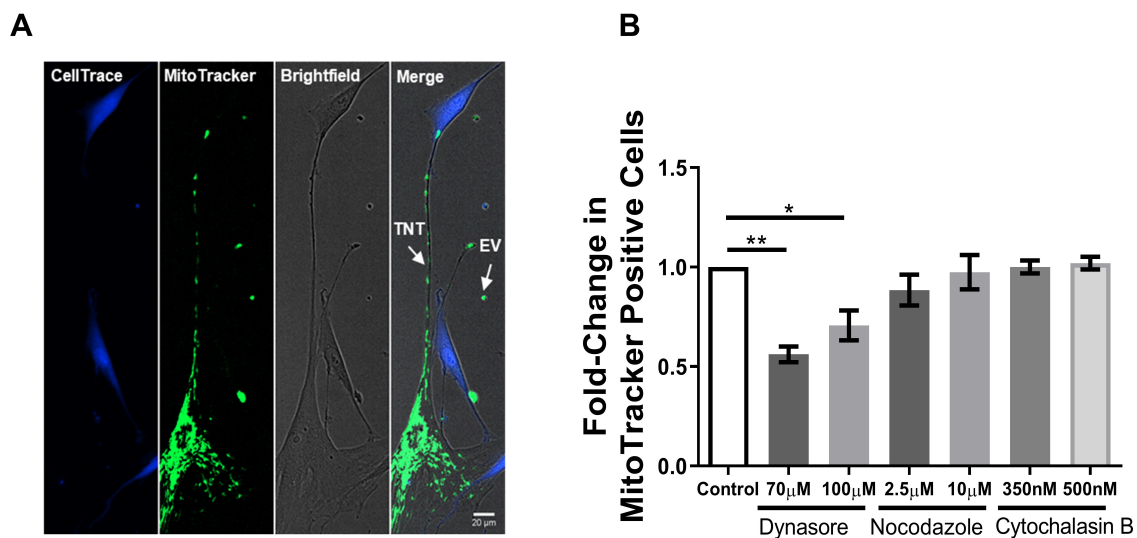 A
CellTrace
MitoTracker
Brightfield
Merge
TNT
EV
20 µm
B
Fold-Change in
MitoTracker Positive Cells
1.5
1.0
0.5
0.0
*
**
Control 70µM 100µM 2.5µM 10µM 350nM 500nM
Dynasore Nocodazole Cytochalasin B